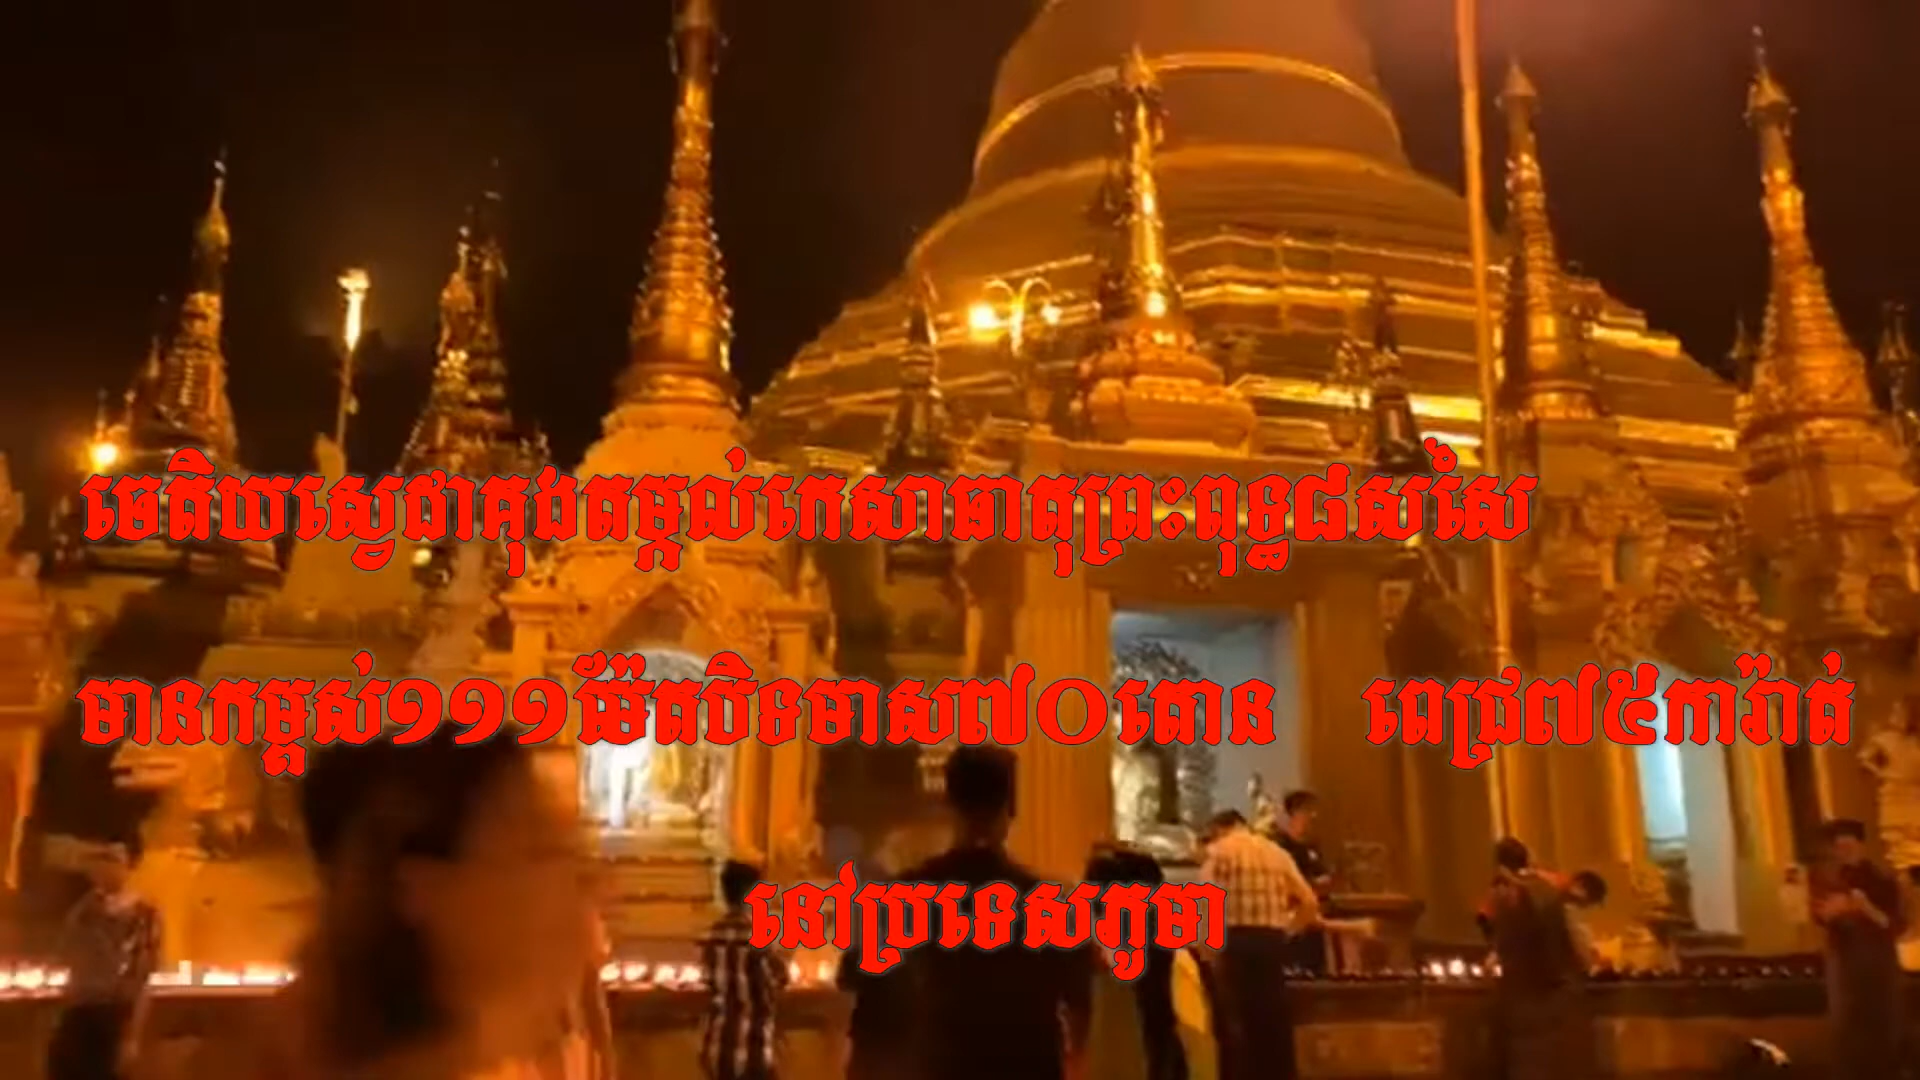 ចេតិយស្វេដាគុងតម្កល់កេសាធាតុព្រះពុទ្ធ៨សសៃ
មានកម្ពស់១១១ម៉ែតបិទមាស៧០តោន ពេជ្រ៧៥ការ៉ាត់
នៅប្រទេសភូមា